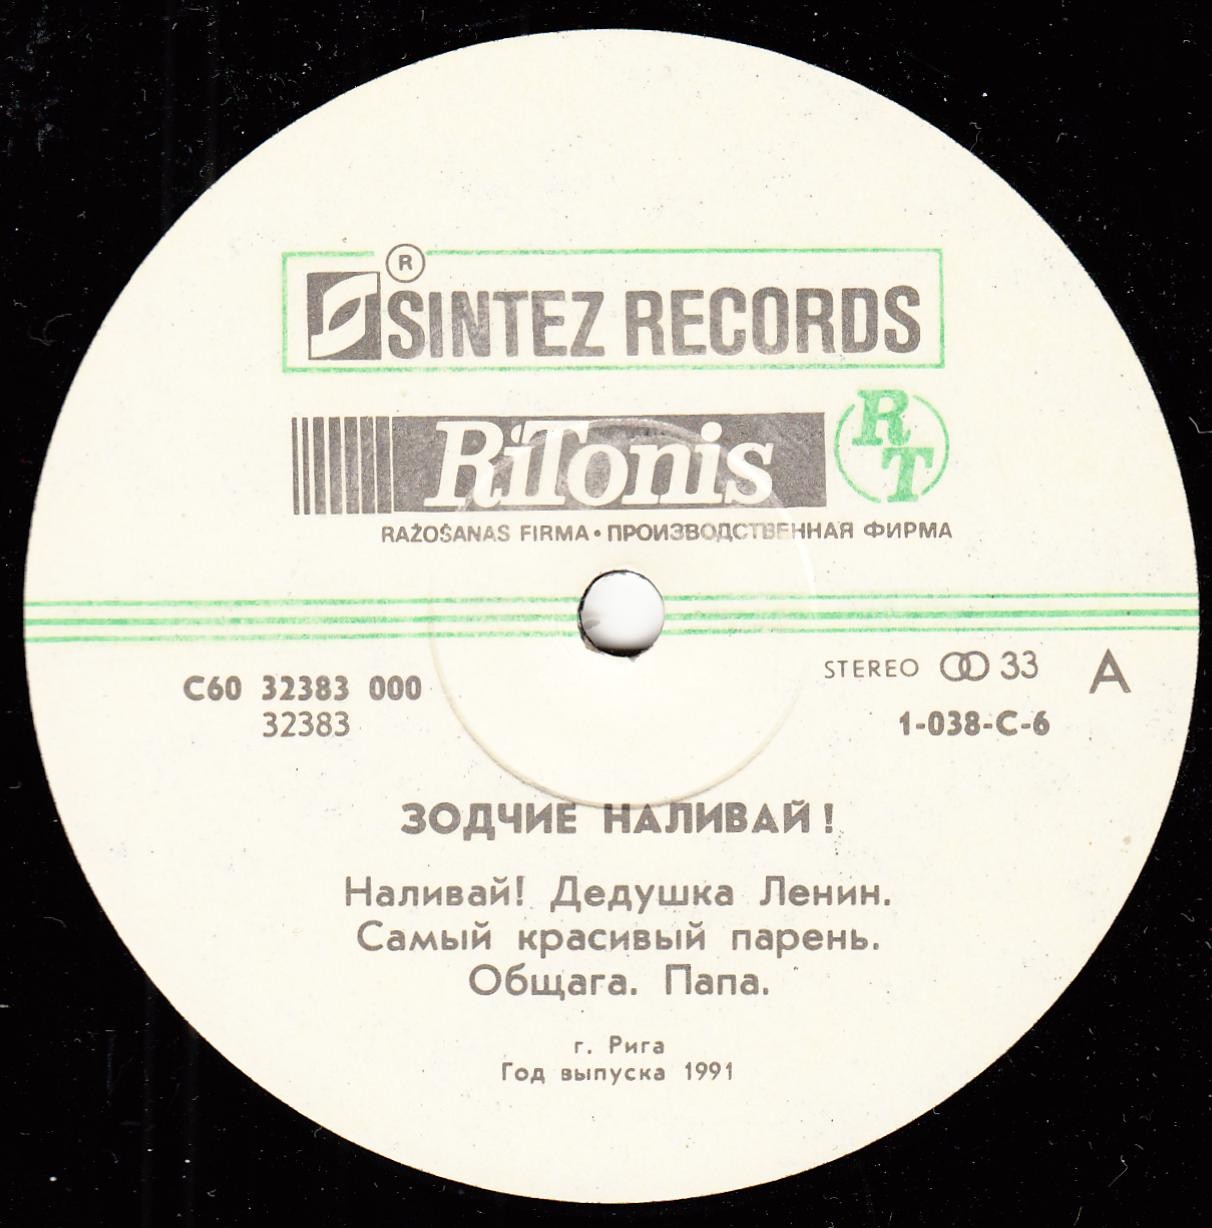 ®
SINTEZ RECORDS
RiTonis RT
RAŽOŠANAS FIRMA • ПРОИЗВОДСТВЕННАЯ ФИРМА
С60 32383 000
32383
STEREO 33 A
1-038-С-6
ЗОДЧИЕ НАЛИВАЙ!
Наливай! Дедушка Ленин.
Самый красивый парень.
Общага. Папа.
г. Рига
Год выпуска 1991